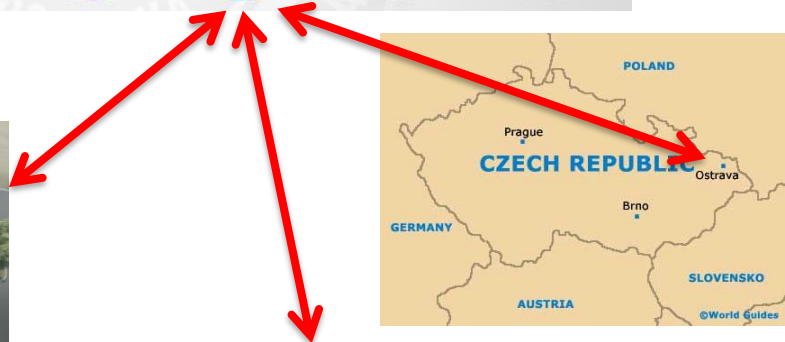 POLAND
Prague
CZECH REPUBLIC
Ostrava
Brno
GERMANY
SLOVENSKO
AUSTRIA
©World Guides